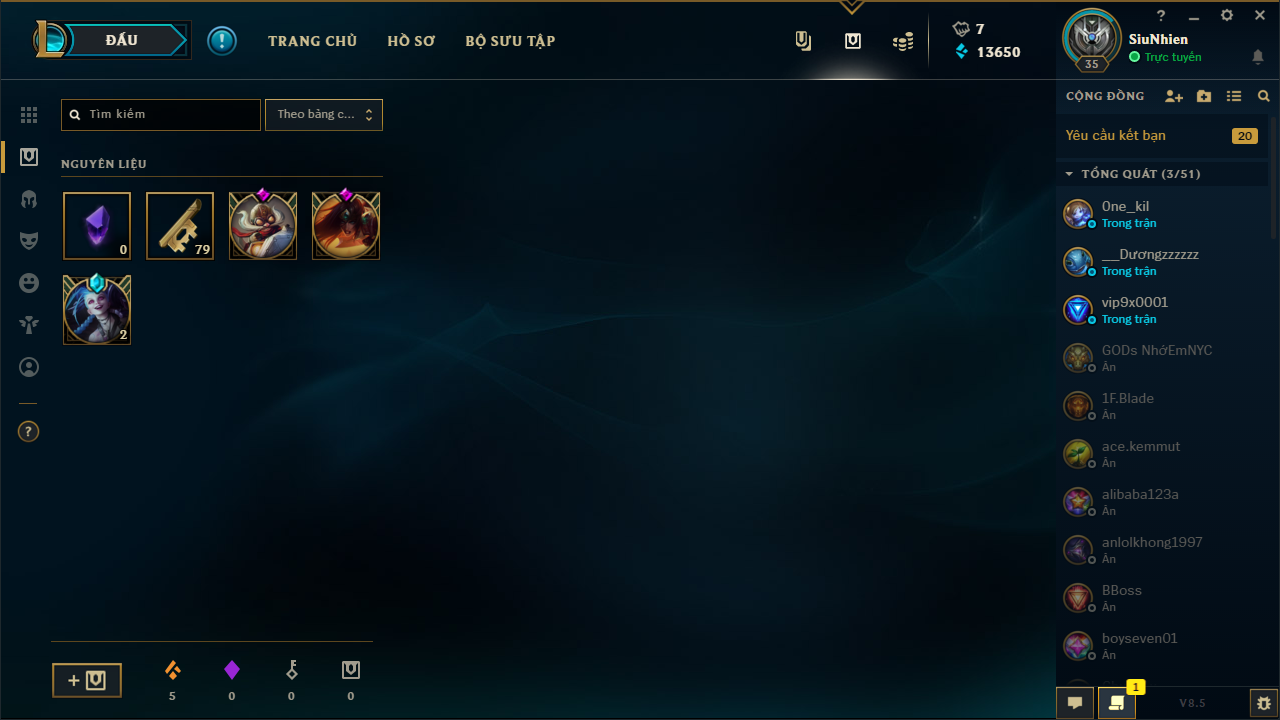 ĐẤU
!
TRANG CHỦ
HỒ SƠ
BỘ SƯU TẬP
7
13650
35
SiuNhien
Trực tuyến
?
Tìm kiếm
Theo bảng c...
NGUYÊN LIỆU
0
79
2
?
5
0
0
0
CỘNG ĐỒNG
Yêu cầu kết bạn
20
TỔNG QUÁT (3/51)
0ne_kil
Trong trận
__Dươngzzzzzz
Trong trận
vip9x0001
Trong trận
GODs NhớEmNYC
Ẩn
1F.Blade
Ẩn
ace.kemmut
Ẩn
alibaba123a
Ẩn
anlolkhong1997
Ẩn
BBoss
Ẩn
boyseven01
Ẩn
1
V8.5